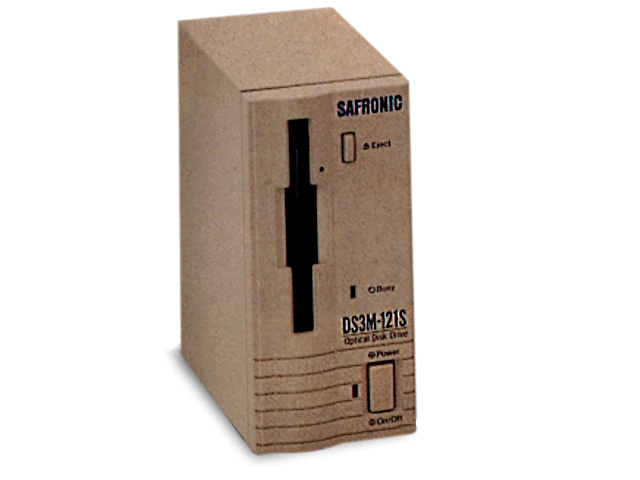 SAFRONIC
Eject
Busy
DS3M-121S
Optical Disk Drive
Power
On/Off